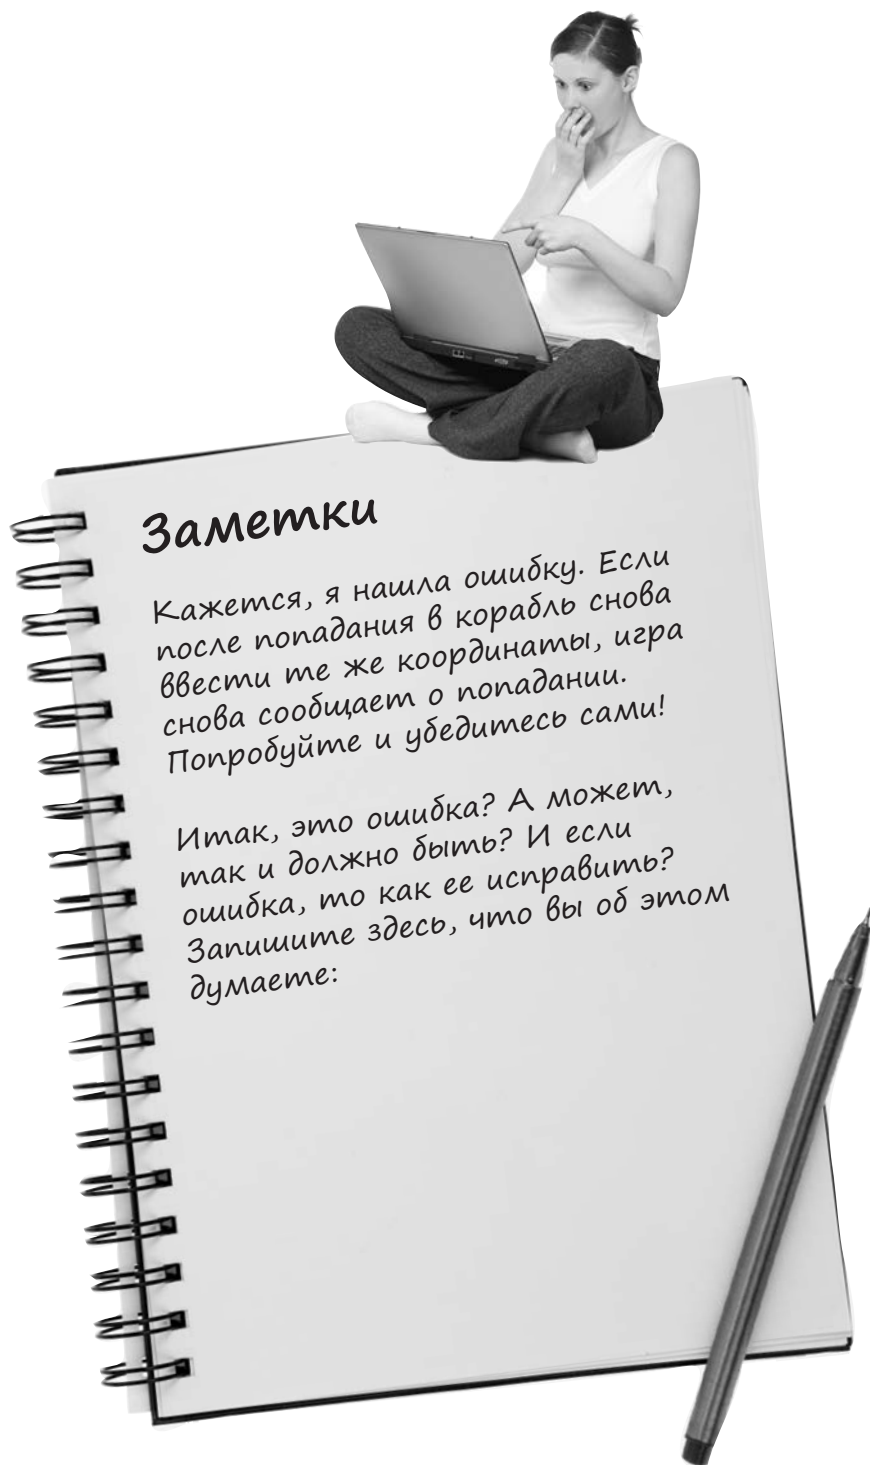 Заметки
Кажется, я нашла ошибку. Если
после попадания в корабль снова
ввести те же координаты, игра
снова сообщает о попадании.
Попробуйте и убедитесь сами!
Итак, это ошибка? А может,
так и должно быть? И если
ошибка, то как ее исправить?
Запишите здесь, что вы об этом
думаете: